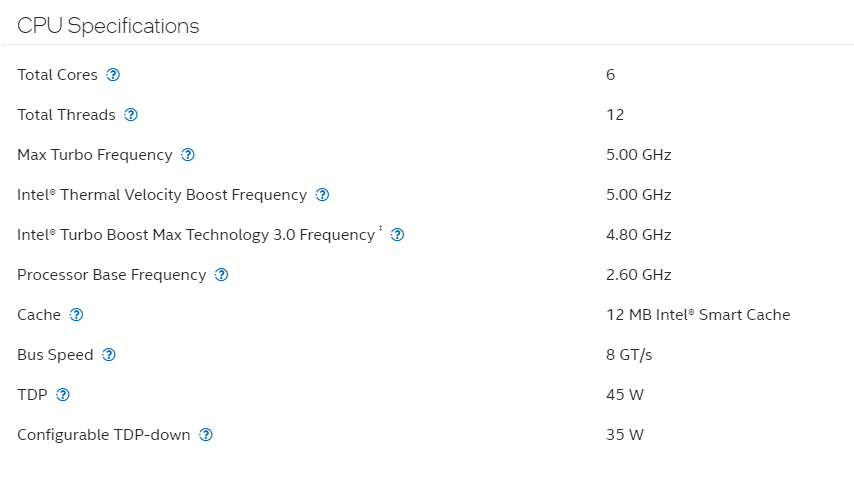 CPU Specifications
Total Cores ? 6
Total Threads ? 12
Max Turbo Frequency ? 5.00 GHz
Intel® Thermal Velocity Boost Frequency ? 5.00 GHz
Intel® Turbo Boost Max Technology 3.0 Frequency ‡ ? 4.80 GHz
Processor Base Frequency ? 2.60 GHz
Cache ? 12 MB Intel® Smart Cache
Bus Speed ? 8 GT/s
TDP ? 45 W
Configurable TDP-down ? 35 W